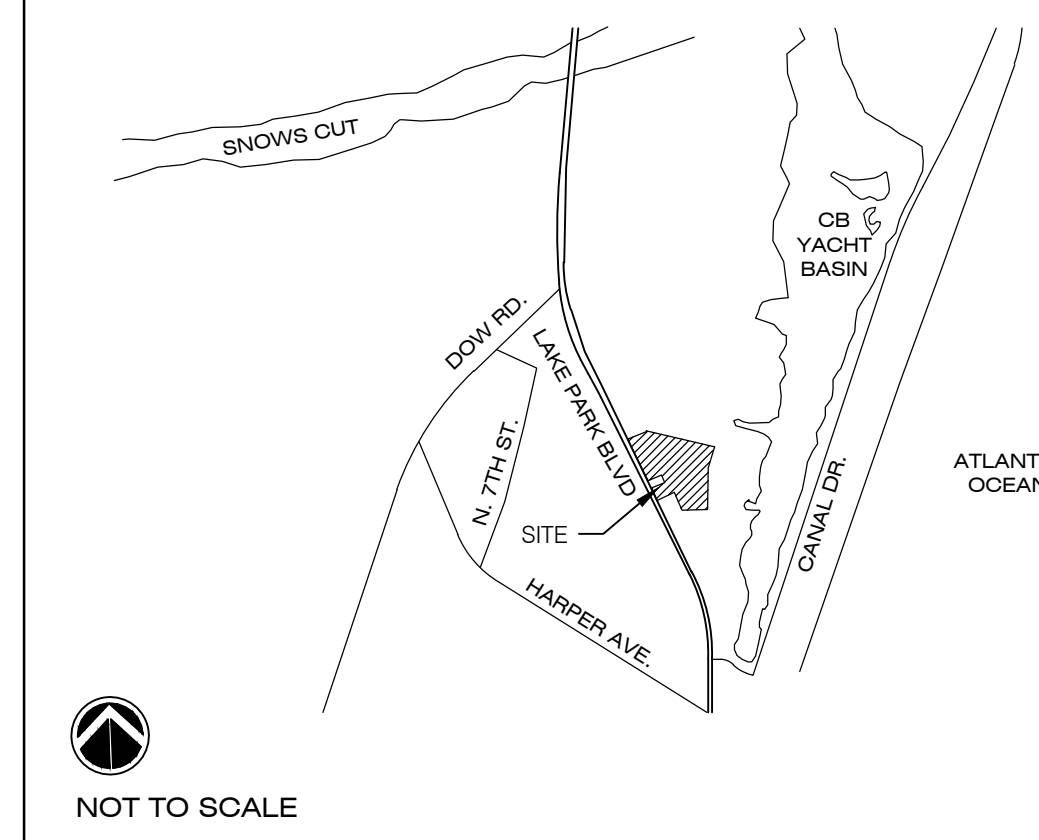 SNOWS CUT
CB
YACHT
BASIN
DOW RD.
LAKE PARK BLVD
N. 7TH ST.
ATLANT
OCEAN
CANAL DR.
SITE
HARPER AVE.
NOT TO SCALE